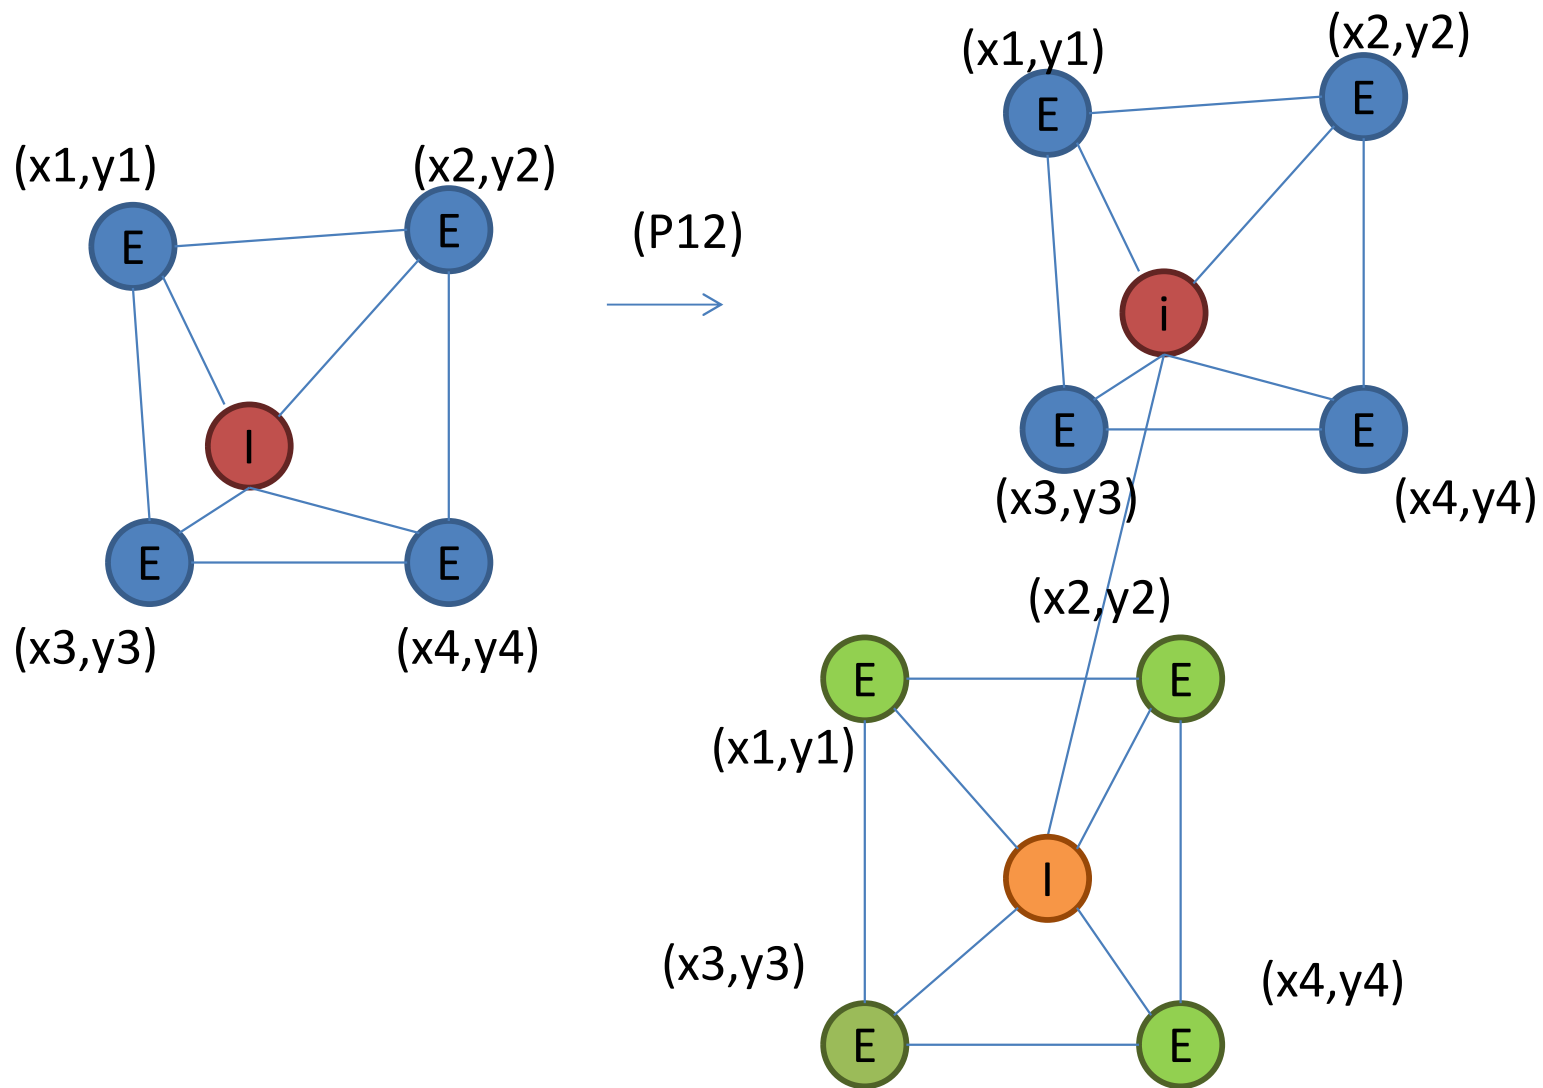 (x1,y1)
(x2,y2)
E
E
I
E
E
(x3,y3)
(x4,y4)
(P12)
(x1,y1)
(x2,y2)
E
E
i
E
E
(x3,y3)
(x4,y4)
(x2,y2)
E
E
(x1,y1)
I
(x3,y3)
(x4,y4)
E
E